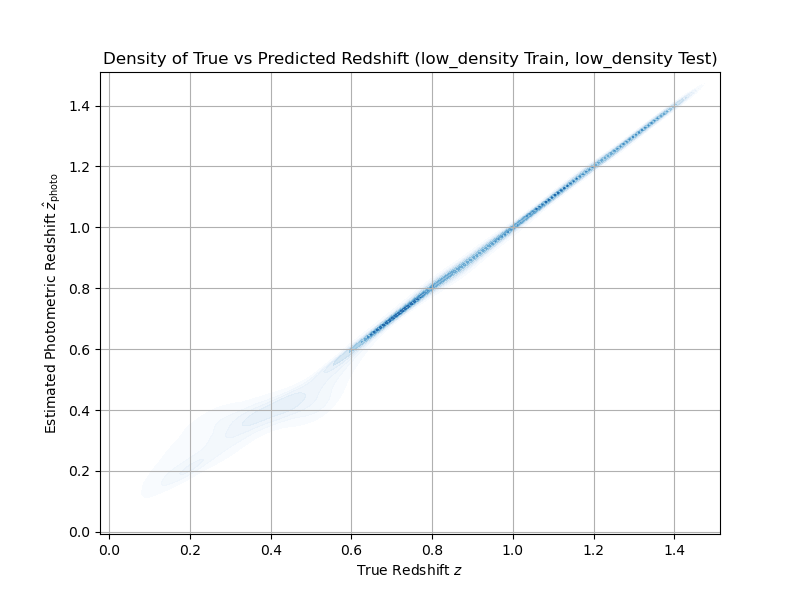 Density of True vs Predicted Redshift (low_density Train, low_density Test)
Estimated Photometric Redshift ẑphoto
1.4
1.2
1.0
0.8
0.6
0.4
0.2
0.0
0.0 0.2 0.4 0.6 0.8 1.0 1.2 1.4
True Redshift z